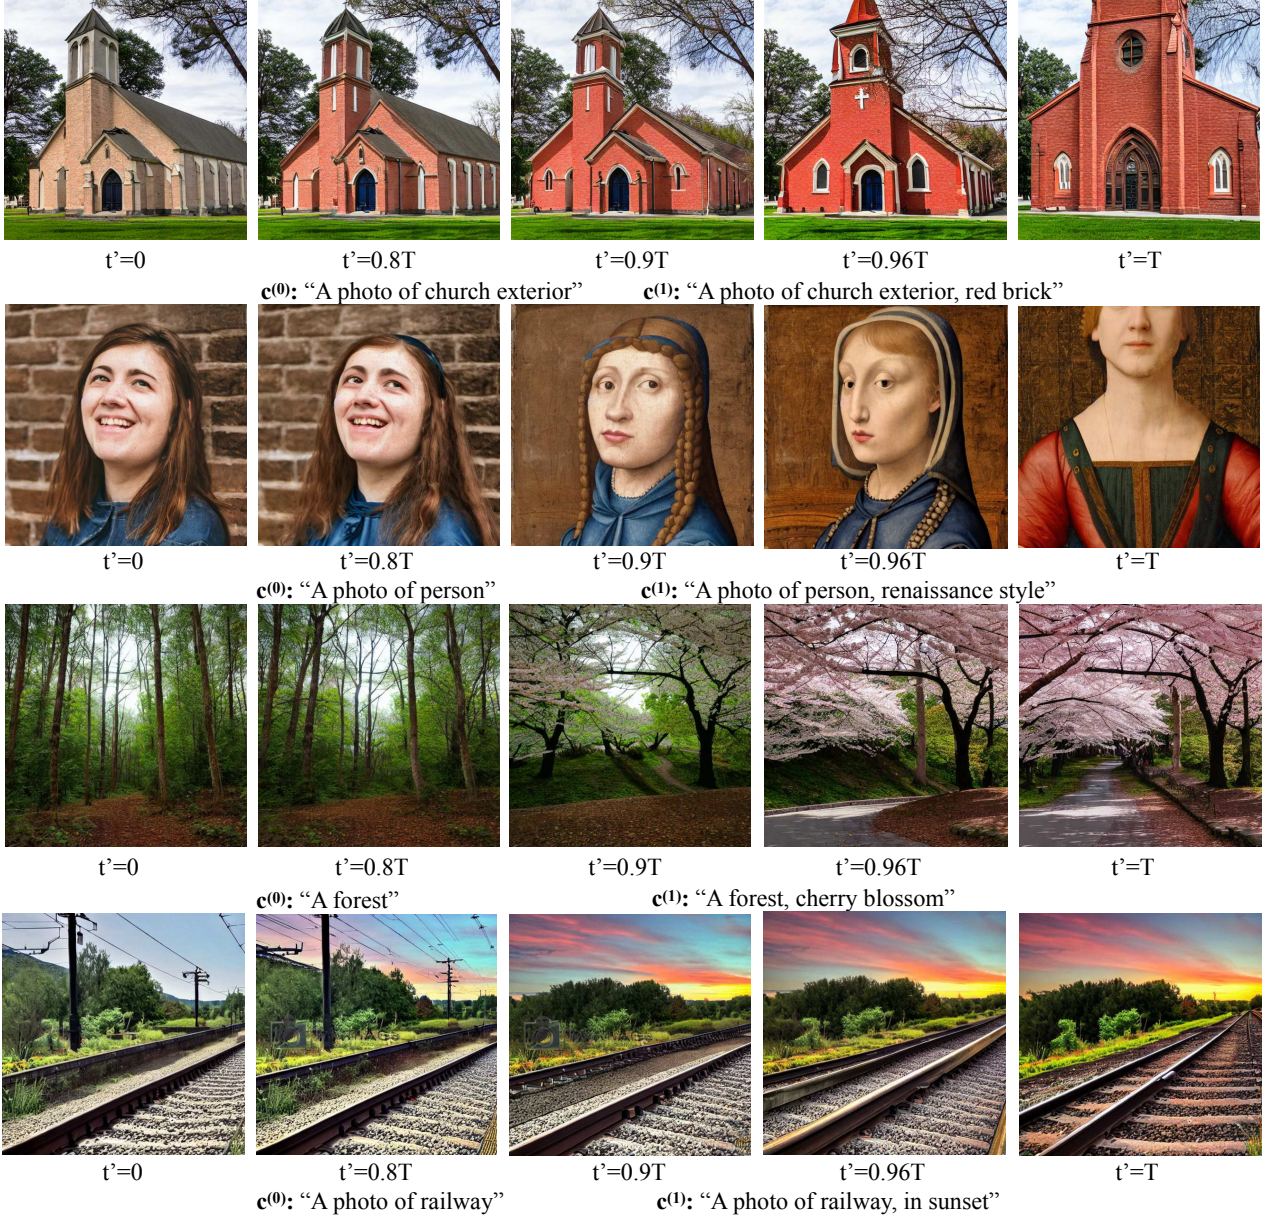 t’=0 t’=0.8T t’=0.9T t’=0.96T t’=T
c⁽⁰⁾: “A photo of church exterior” c⁽¹⁾: “A photo of church exterior, red brick”
t’=0 t’=0.8T t’=0.9T t’=0.96T t’=T
c⁽⁰⁾: “A photo of person” c⁽¹⁾: “A photo of person, renaissance style”
t’=0 t’=0.8T t’=0.9T t’=0.96T t’=T
c⁽⁰⁾: “A forest” c⁽¹⁾: “A forest, cherry blossom”
t’=0 t’=0.8T t’=0.9T t’=0.96T t’=T
c⁽⁰⁾: “A photo of railway” c⁽¹⁾: “A photo of railway, in sunset”